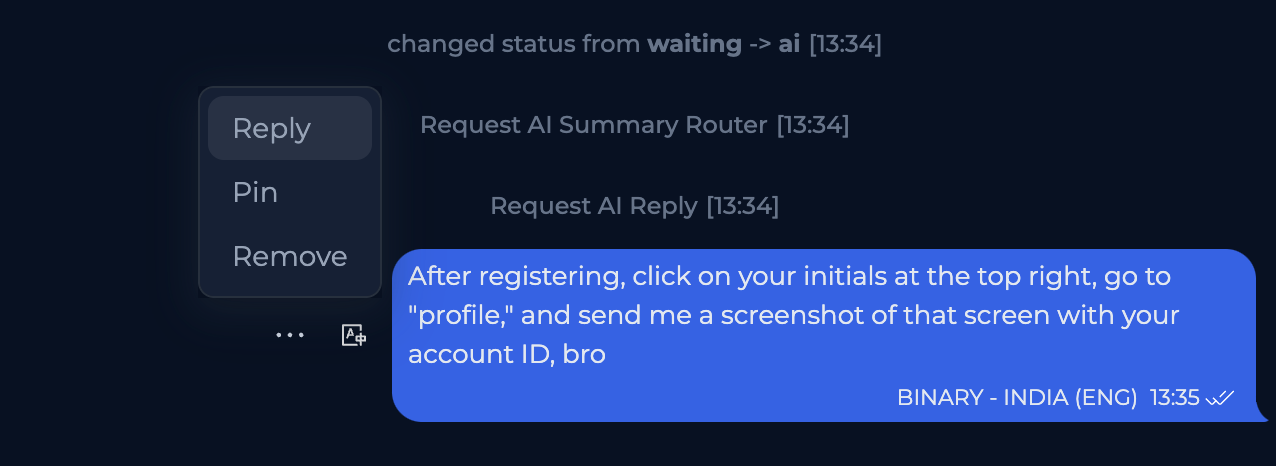 changed status from waiting -> ai [13:34]
Reply
Request AI Summary Router [13:34]
Pin
Request AI Reply [13:34]
Remove
After registering, click on your initials at the top right, go to
"profile," and send me a screenshot of that screen with your
account ID, bro
BINARY - INDIA (ENG) 13:35